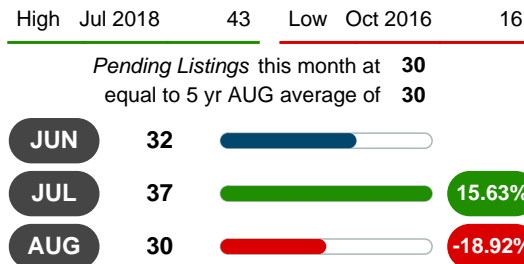 High Jul 2018 43 Low Oct 2016 16
Pending Listings this month at 30
equal to 5 yr AUG average of 30
JUN 32
JUL 37 15.63%
AUG 30 -18.92%